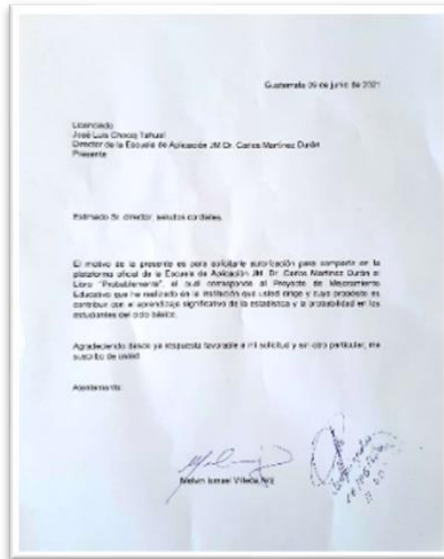 Guatemala 09 de junio de 2021
Licenciado
José Luis Chocoj
Director de la Escuela de Aplicación JM Dr. Carlos Martínez Durán
Presente
Estimado Sr. director, saludos cordiales.
El motivo de la presente es para solicitarle autorización para compartir en la
plataforma oficial de la Escuela de Aplicación JM Dr. Carlos Martínez Durán el
Libro "Probablemente", el cual corresponde al Proyecto de Mejoramiento
Educativo que he realizado en la institución que usted dirige y cuyo propósito es
contribuir con el aprendizaje significativo de la estadística y la probabilidad en los
estudiantes del ciclo básico.
Agradeciendo desde ya respuesta favorable a mi solicitud y sin otro particular, me
suscribo de usted
Atentamente:
Melvin Ismael Villeda